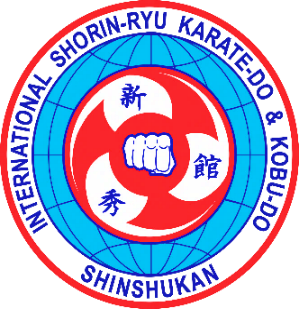 INTERNATIONAL SHORIN-RYU KARATE-DO & KOBU-DO
新
秀
館
SHINSHUKAN